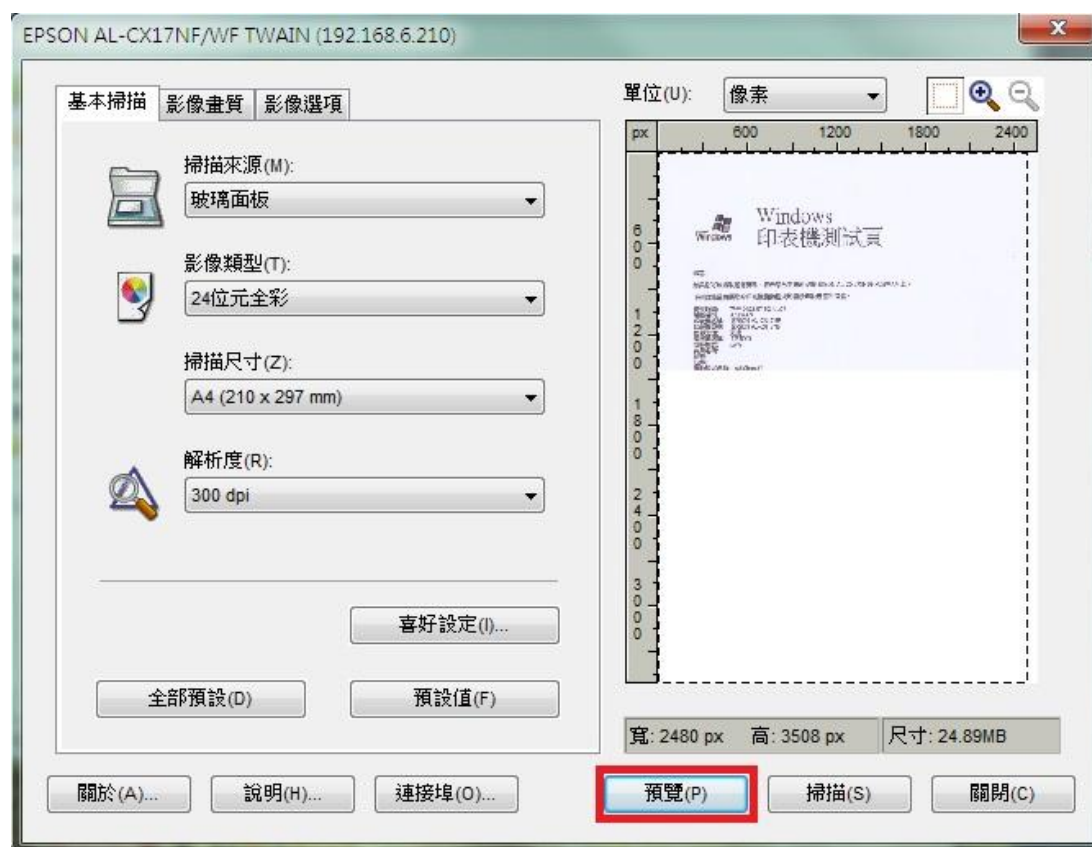 EPSON AL-CX17NF/WF TWAIN (192.168.6.210)
基本掃描 影像畫質 影像選項
掃描來源(M):
玻璃面板
影像類型(T):
24位元全彩
掃描尺寸(Z):
A4 (210 x 297 mm)
解析度(R):
300 dpi
喜好設定(I)...
全部預設(D) 預設值(F)
單位(U): 像素
px 600 1200 1800 2400
600
1200
1800
2400
3000
Windows
印表機測試頁
Windows
寬: 2480 px 高: 3508 px 尺寸: 24.89MB
關於(A)... 說明(H)... 連接埠(O)... 預覽(P) 掃描(S) 關閉(C)